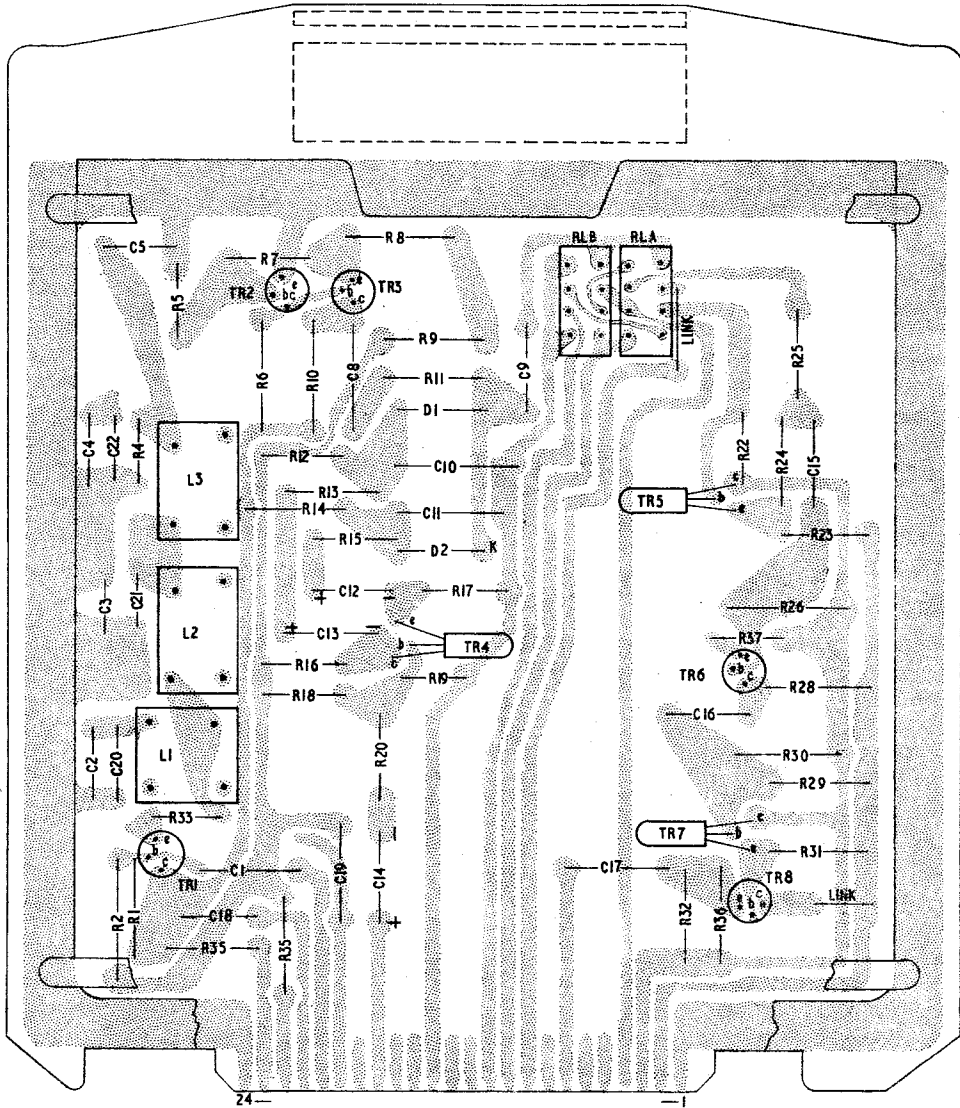 RLB RLA
C5 R7 R8
R5 TR2 e b c e b c TR3
LINK
R6 R10 C8 R9 C9 R25
R11
D1
C4 C22 R4 R22 R24 C15
L3 R12 C10
R13 TR5 c b e
R14 C11
R15 R23
D2 K
C3 C21 C12 + − R17 R26
L2 C13 + − c b e TR4 R37
R16 TR6 e b c
R18 R19 R28
C16
C2 C20 L1 R20 R30
R29
R33 − TR7 c b e
e b c TR1 C1 C19 C14 C17 R31
R2 R1 R32 R36 TR8 e b c LINK
C18 +
R35 R35
24— —1